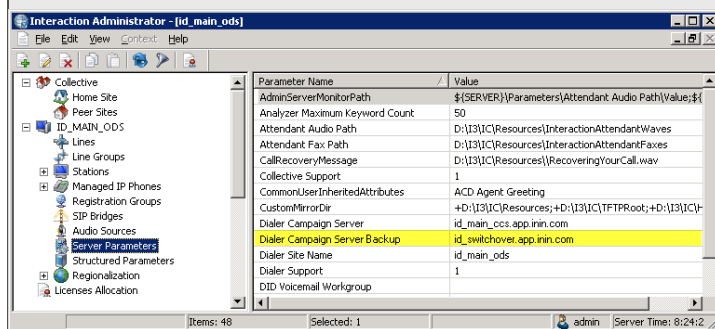 Interaction Administrator - [id_main_ods]
File Edit View Context Help
Collective
Home Site
Peer Sites
ID_MAIN_ODS
Lines
Line Groups
Stations
Managed IP Phones
Registration Groups
SIP Bridges
Audio Sources
Server Parameters
Structured Parameters
Regionalization
Licenses Allocation
Parameter Name Value
AdminServerMonitorPath ${SERVER}\Parameters\Attendant Audio Path\Value;${
Analyzer Maximum Keyword Count 50
Attendant Audio Path D:\I3\IC\Resources\InteractionAttendantWaves
Attendant Fax Path D:\I3\IC\Resources\InteractionAttendantFaxes
CallRecoveryMessage D:\I3\IC\Resources\\RecoveringYourCall.wav
Collective Support 1
CommonUserInheritedAttributes ACD Agent Greeting
CustomMirrorDir +D:\I3\IC\Resources;+D:\I3\IC\TFTPRoot;+D:\I3\IC\H
Dialer Campaign Server id_main_ccs.app.inin.com
Dialer Campaign Server Backup id_switchover.app.inin.com
Dialer Site Name id_main_ods
Dialer Support 1
DID Voicemail Workgroup
Items: 48 Selected: 1 admin Server Time: 8:24:2